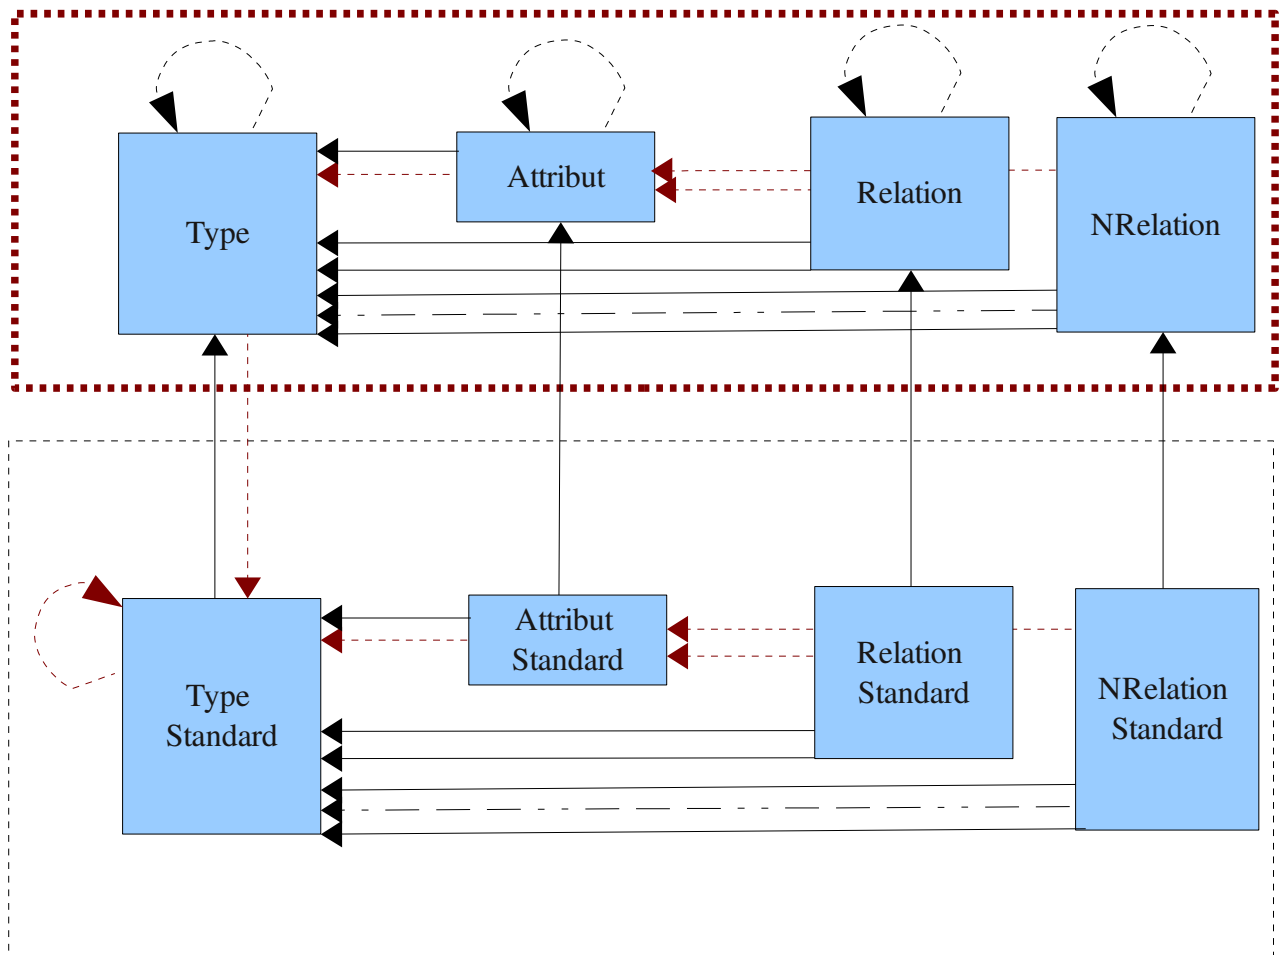 Type
Attribut
Relation
NRelation
Type
Standard
Attribut
Standard
Relation
Standard
NRelation
Standard